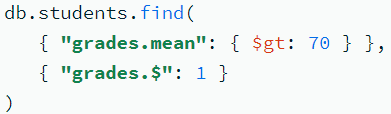 db.students.find(
{ "grades.mean": { $gt: 70 } },
{ "grades.$": 1 }
)